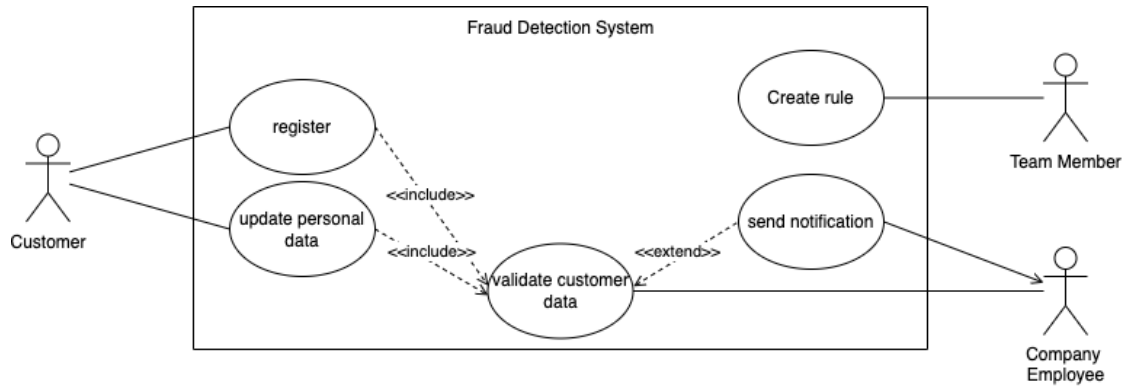 Fraud Detection System
Create rule
register
Team Member
<<include>>
update personal
data
send notification
Customer
<<include>>
<<extend>>
validate customer
data
Company
Employee